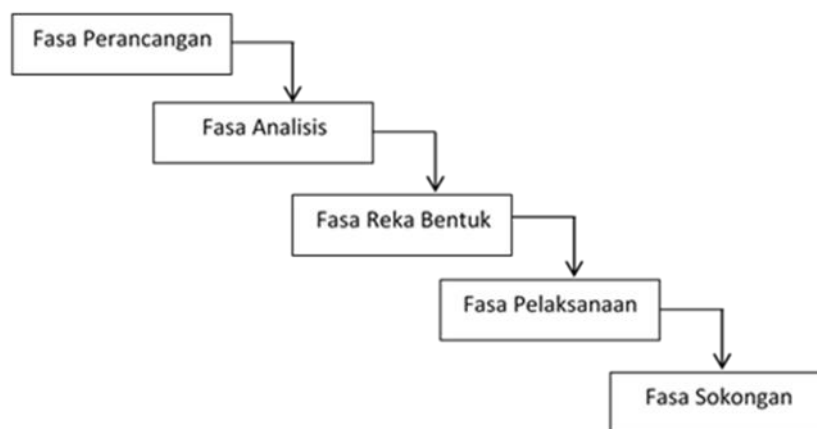 Fasa Perancangan
Fasa Analisis
Fasa Reka Bentuk
Fasa Pelaksanaan
Fasa Sokongan